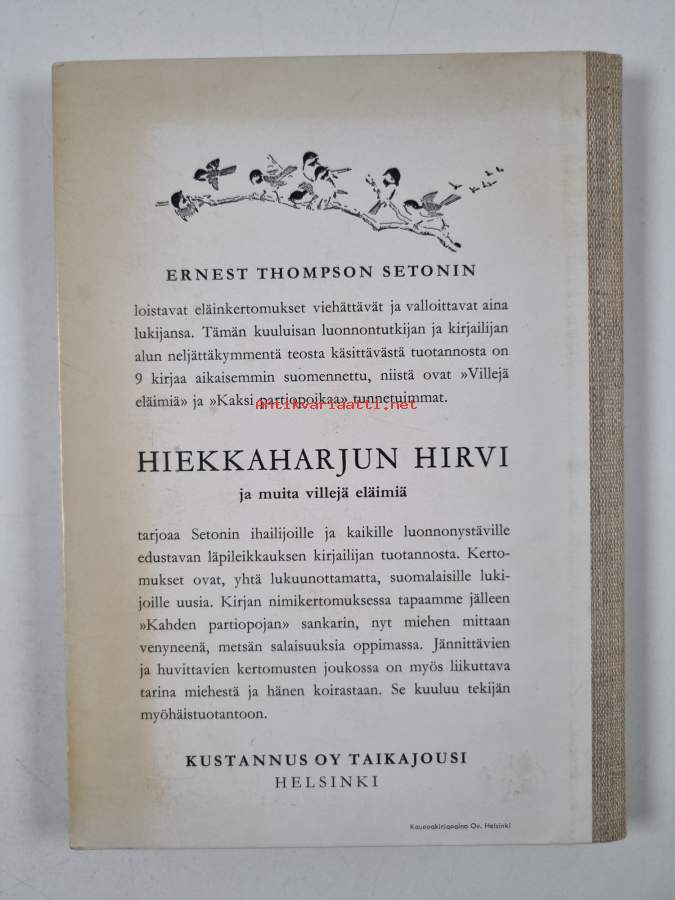 ERNEST THOMPSON SETONIN
loistavat eläinkertomukset viehättävät ja valloittavat aina
lukijansa. Tämän kuuluisan luonnontutkijan ja kirjailijan
alun neljättäkymmentä teosta käsittävästä tuotannosta on
9 kirjaa aikaisemmin suomennettu, niistä ovat »Villejä
eläimiä» ja »Kaksi partiopoikaa» tunnetuimmat.
antikvariaatti.net
HIEKKAHARJUN HIRVI
ja muita villejä eläimiä
tarjoaa Setonin ihailijoille ja kaikille luonnonystäville
edustavan läpileikkauksen kirjailijan tuotannosta. Kerto-
mukset ovat, yhtä lukuunottamatta, suomalaisille luki-
joille uusia. Kirjan nimikertomuksessa tapaamme jälleen
»Kahden partiopojan» sankarin, nyt miehen mittaan
venyneenä, metsän salaisuuksia oppimassa. Jännittävien
ja huvittavien kertomusten joukossa on myös liikuttava
tarina miehestä ja hänen koirastaan. Se kuuluu tekijän
myöhäistuotantoon.
KUSTANNUS OY TAIKAJOUSI
HELSINKI
Kauppakirjapaino Oy. Helsinki